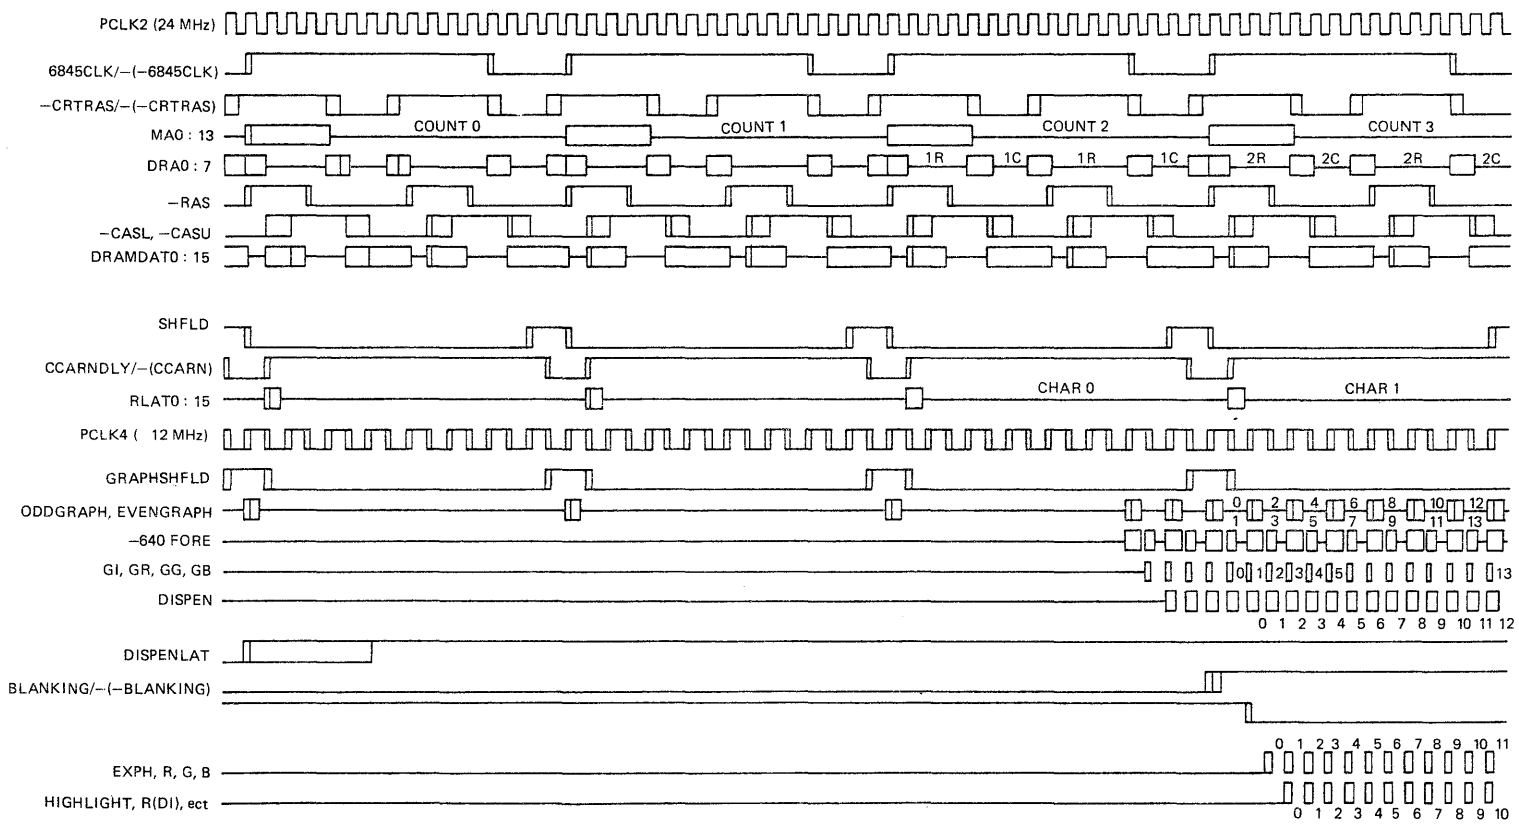 PCLK2 (24 MHz)
6845CLK/—(—6845CLK)
—CRTRAS/—(—CRTRAS)
MA0 : 13 COUNT 0 COUNT 1 COUNT 2 COUNT 3
DRA0 : 7 1R 1C 1R 1C 2R 2C 2R 2C
—RAS
—CASL, —CASU
DRAMDAT0 : 15
SHFLD
CCARNDLY/—(CCARN)
RLAT0 : 15 CHAR 0 CHAR 1
PCLK4 ( 12 MHz)
GRAPHSHFLD
ODDGRAPH, EVENGRAPH 0 2 4 6 8 10 12
1 3 5 7 9 11 13
—640 FORE
GI, GR, GG, GB 0 1 2 3 4 5 13
DISPEN
0 1 2 3 4 5 6 7 8 9 10 11 12
DISPENLAT
BLANKING/—(—BLANKING)
0 1 2 3 4 5 6 7 8 9 10 11
EXPH, R, G, B
HIGHLIGHT, R(DI), ect
0 1 2 3 4 5 6 7 8 9 10